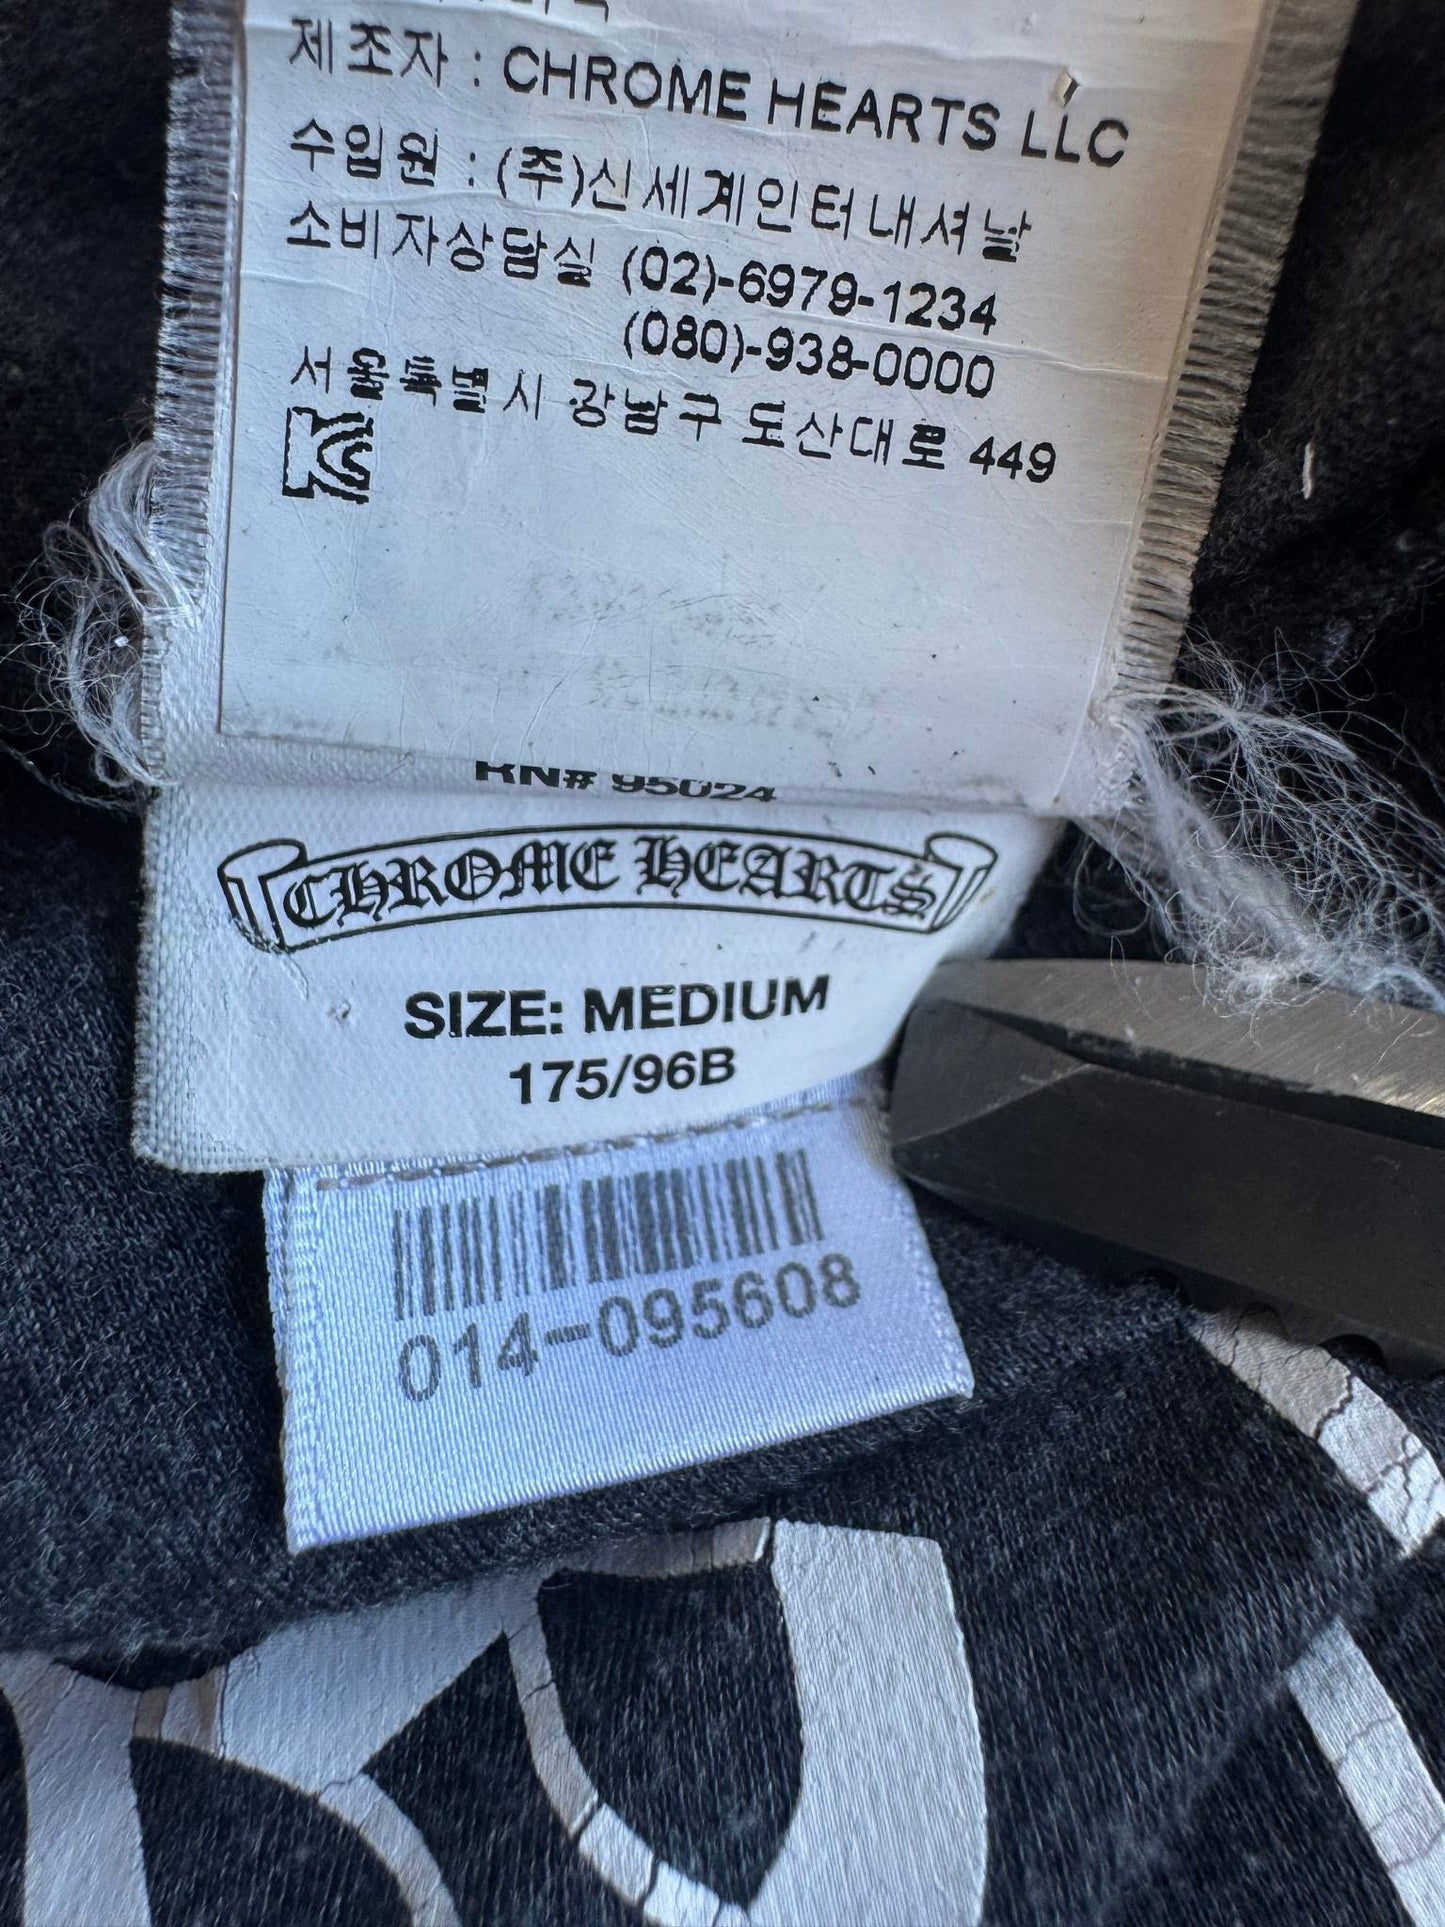 제조자 : CHROME HEARTS LLC
수입원 : (주)신세계인터내셔날
소비자상담실 (02)-6979-1234
(080)-938-0000
서울특별시 강남구 도산대로 449
RN# 95024
CHROME HEARTS
SIZE: MEDIUM
175/96B
014-095608